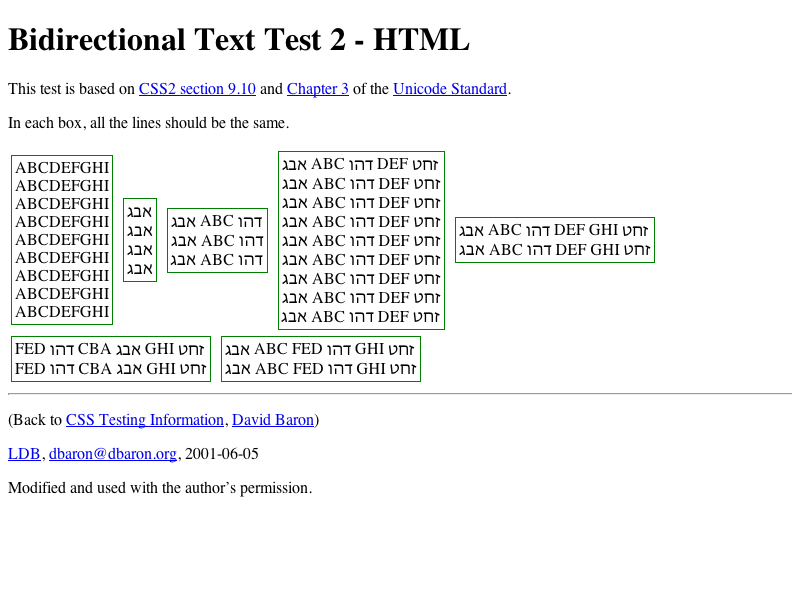 Bidirectional Text Test 2 - HTML
This test is based on CSS2 section 9.10 and Chapter 3 of the Unicode Standard.
In each box, all the lines should be the same.
ABCDEFGHI
ABCDEFGHI
ABCDEFGHI
ABCDEFGHI
ABCDEFGHI
ABCDEFGHI
ABCDEFGHI
ABCDEFGHI
ABCDEFGHI
אבג
אבג
אבג
אבג
אבג ABC דהו
אבג ABC דהו
אבג ABC דהו
אבג ABC דהו DEF זחט
אבג ABC דהו DEF זחט
אבג ABC דהו DEF זחט
אבג ABC דהו DEF זחט
אבג ABC דהו DEF זחט
אבג ABC דהו DEF זחט
אבג ABC דהו DEF זחט
אבג ABC דהו DEF זחט
אבג ABC דהו DEF זחט
אבג ABC דהו DEF GHI זחט
אבג ABC דהו DEF GHI זחט
FED דהו CBA אבג GHI זחט
FED דהו CBA אבג GHI זחט
אבג ABC FED דהו GHI זחט
אבג ABC FED דהו GHI זחט
(Back to CSS Testing Information, David Baron)
LDB, dbaron@dbaron.org, 2001-06-05
Modified and used with the author's permission.